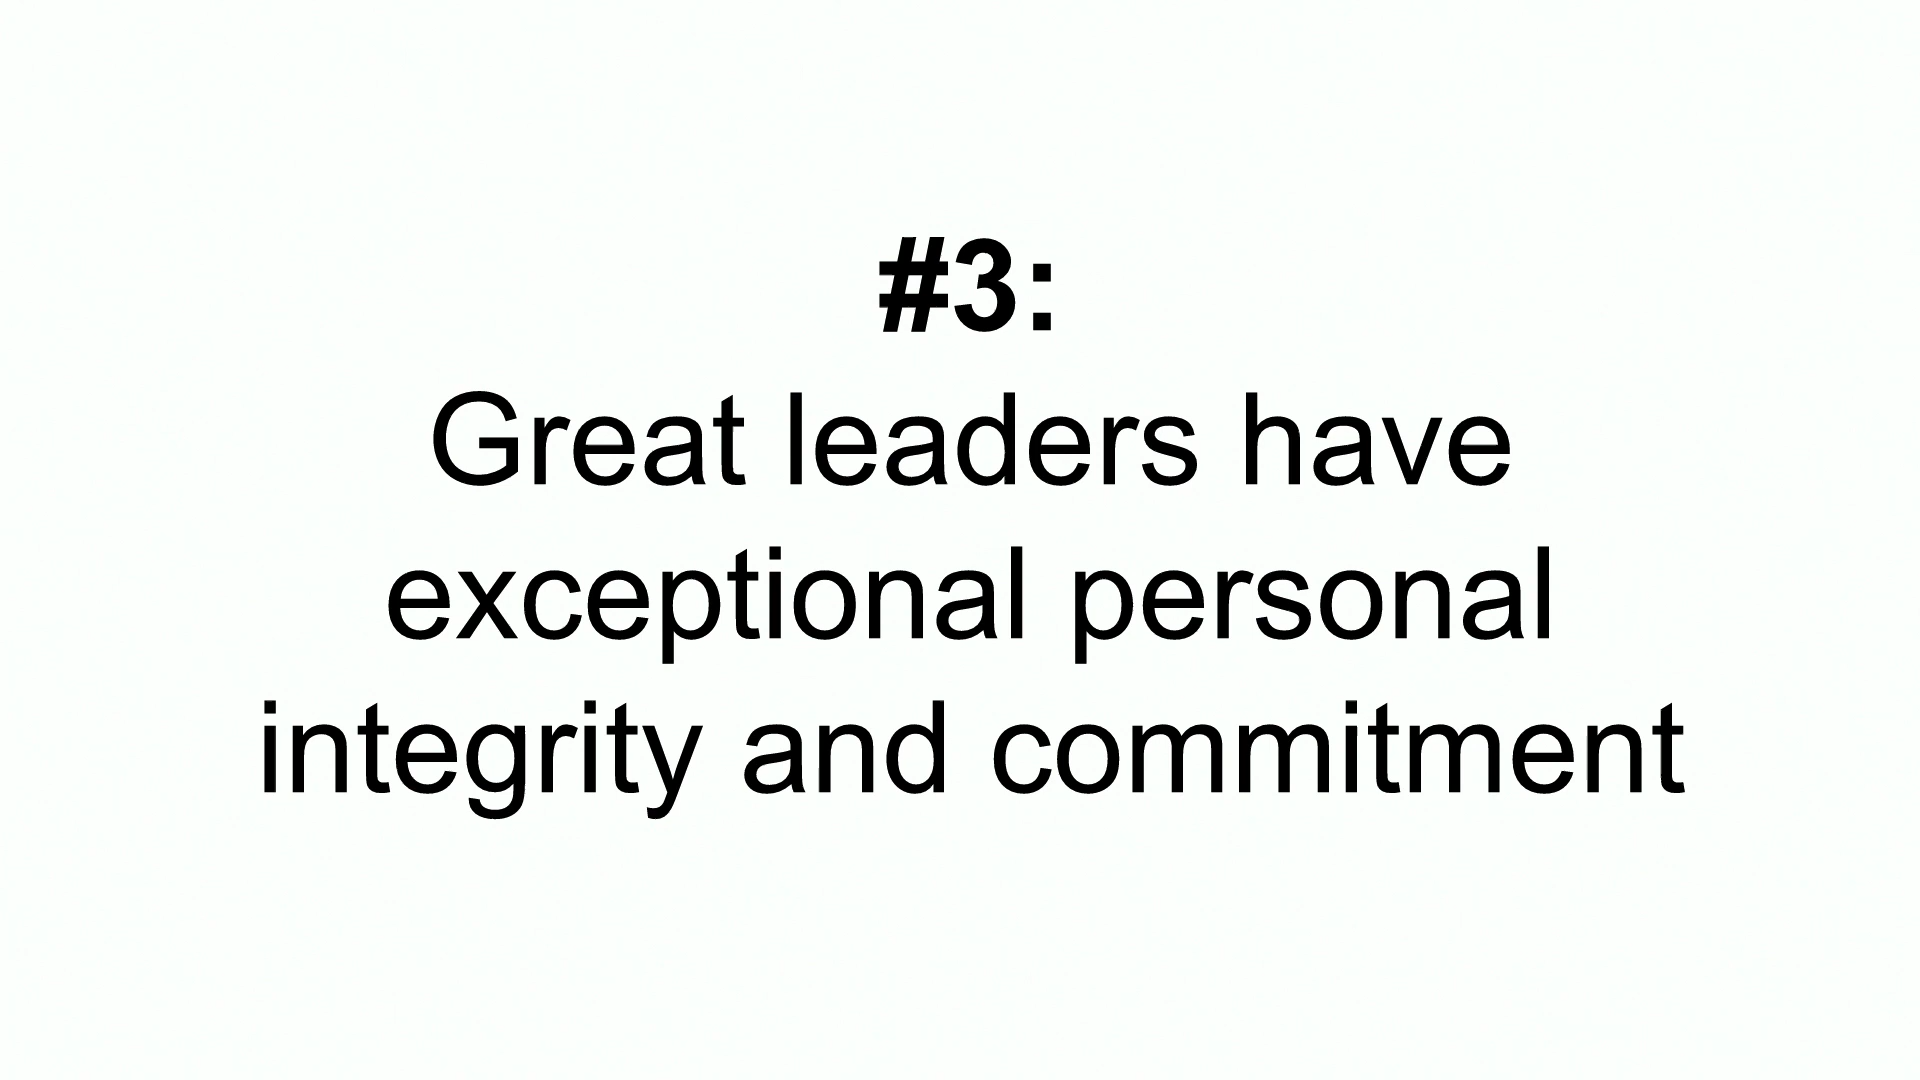 #3:
Great leaders have
exceptional personal
integrity and commitment